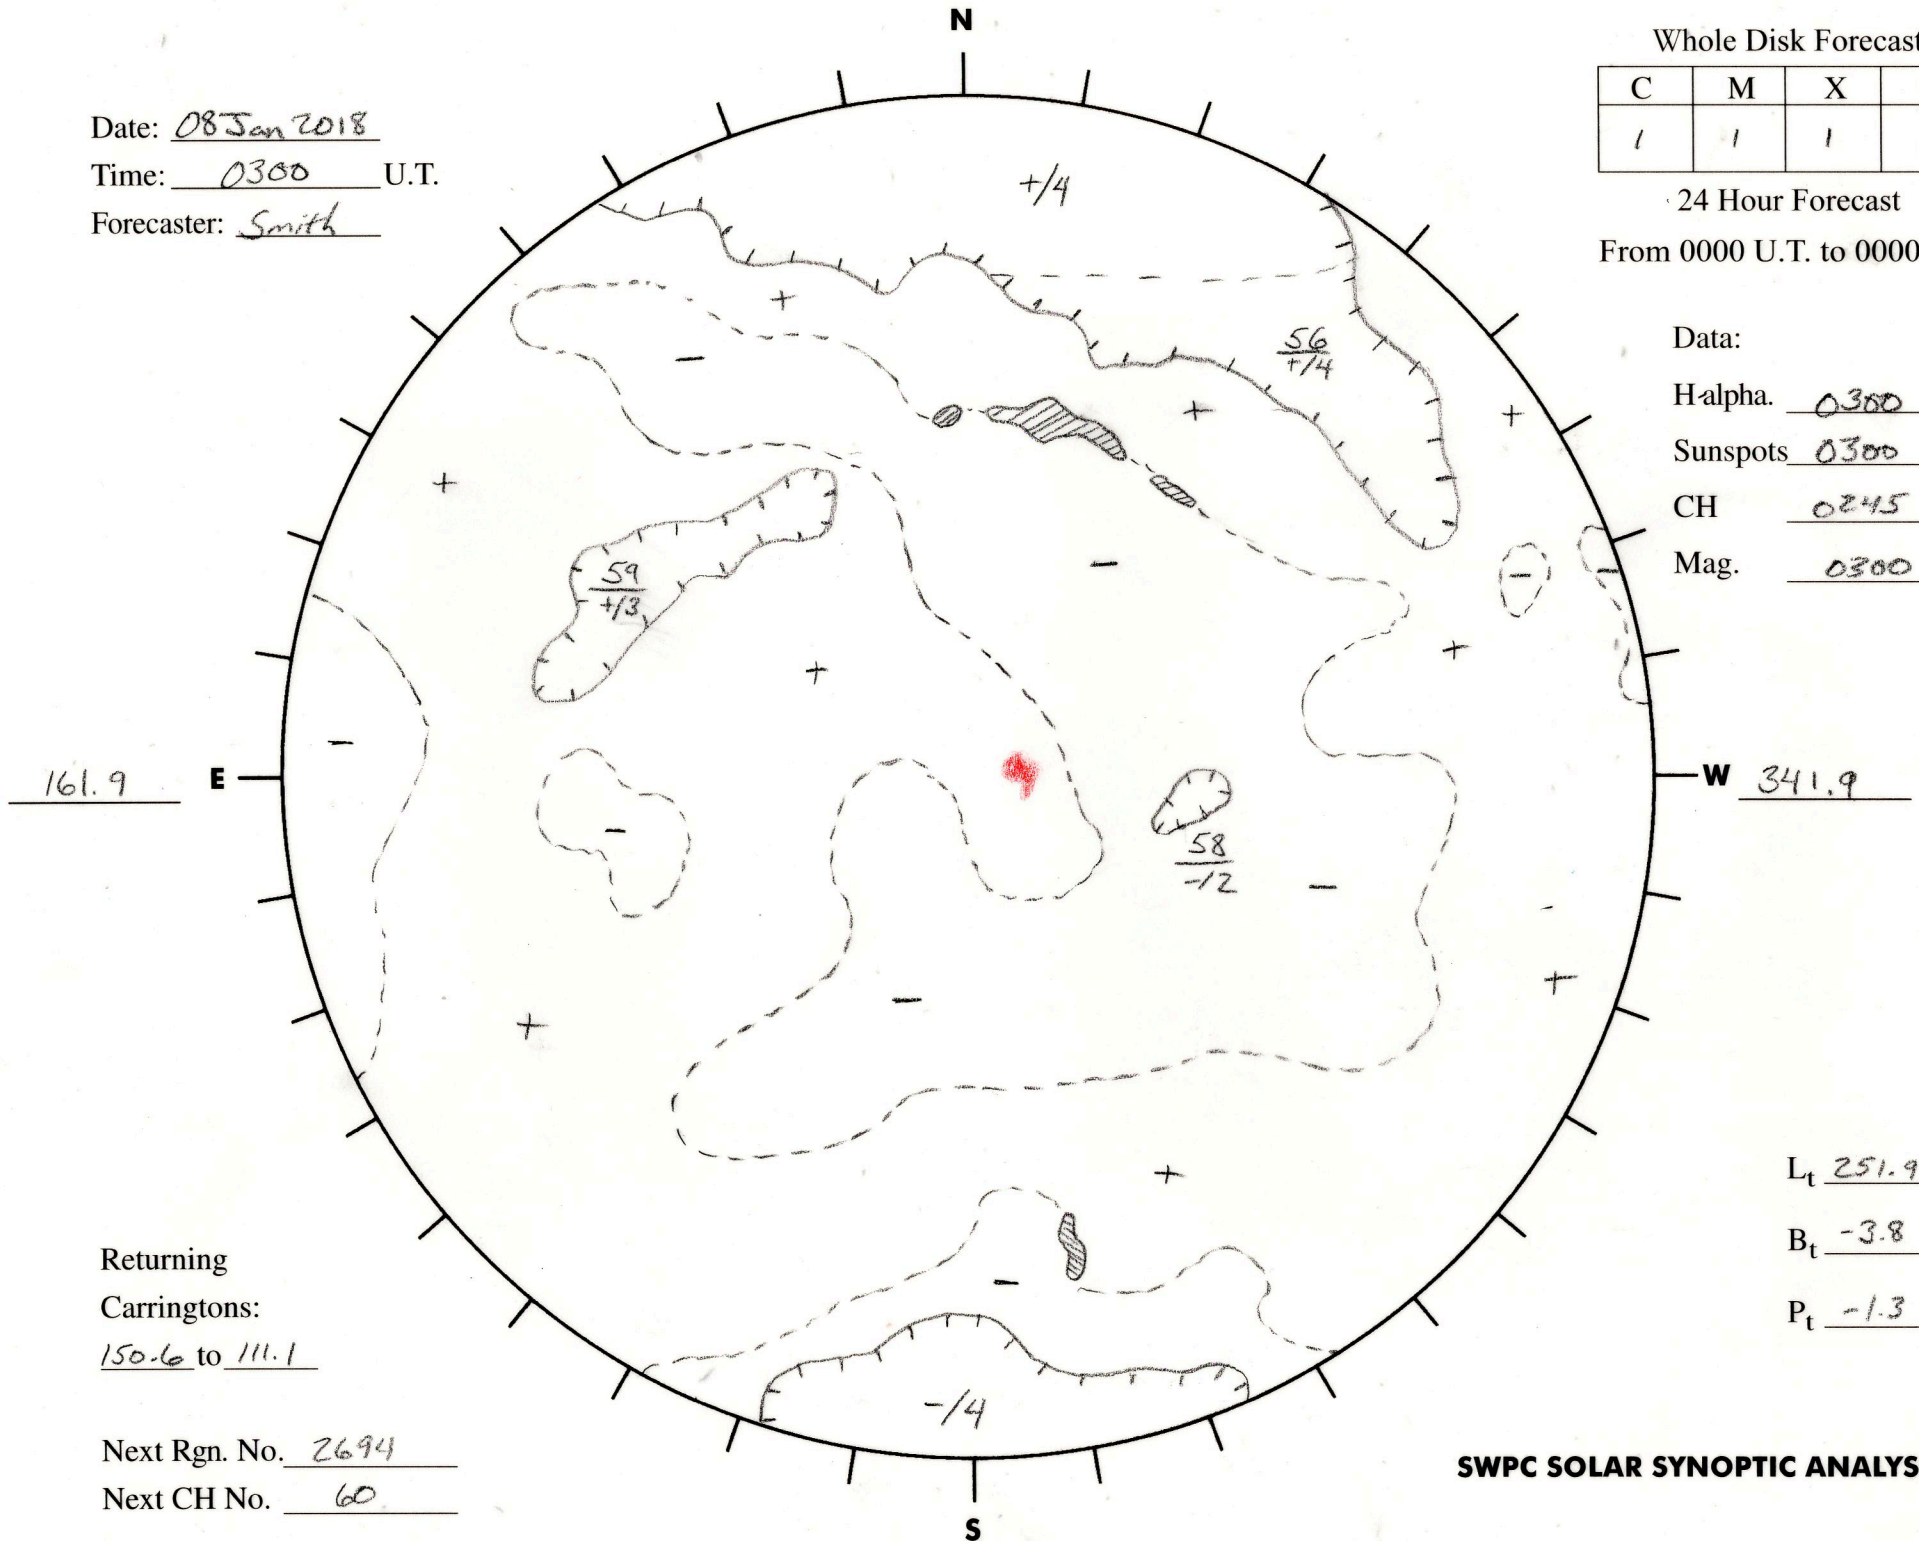 N
Whole Disk Forecast
C M X
1 1 1
24 Hour Forecast
From 0000 U.T. to 0000
Date: 08 Jan 2018
Time: 0300 U.T.
Forecaster: Smith
Data:
H-alpha. 0300
Sunspots 0300
CH 0245
Mag. 0300
+/4
+
-
56
+/4
+
+
+
-
59
+/3
-
-
+
+
-
161.9 E
W 341.9
-
58
-/2
-
-
+
-
+
+
-
-/4
Lt 251.9
Bt -3.8
Pt -1.3
Returning
Carringtons:
150.6 to 111.1
Next Rgn. No. 2694
Next CH No. 60
SWPC SOLAR SYNOPTIC ANALYS
S